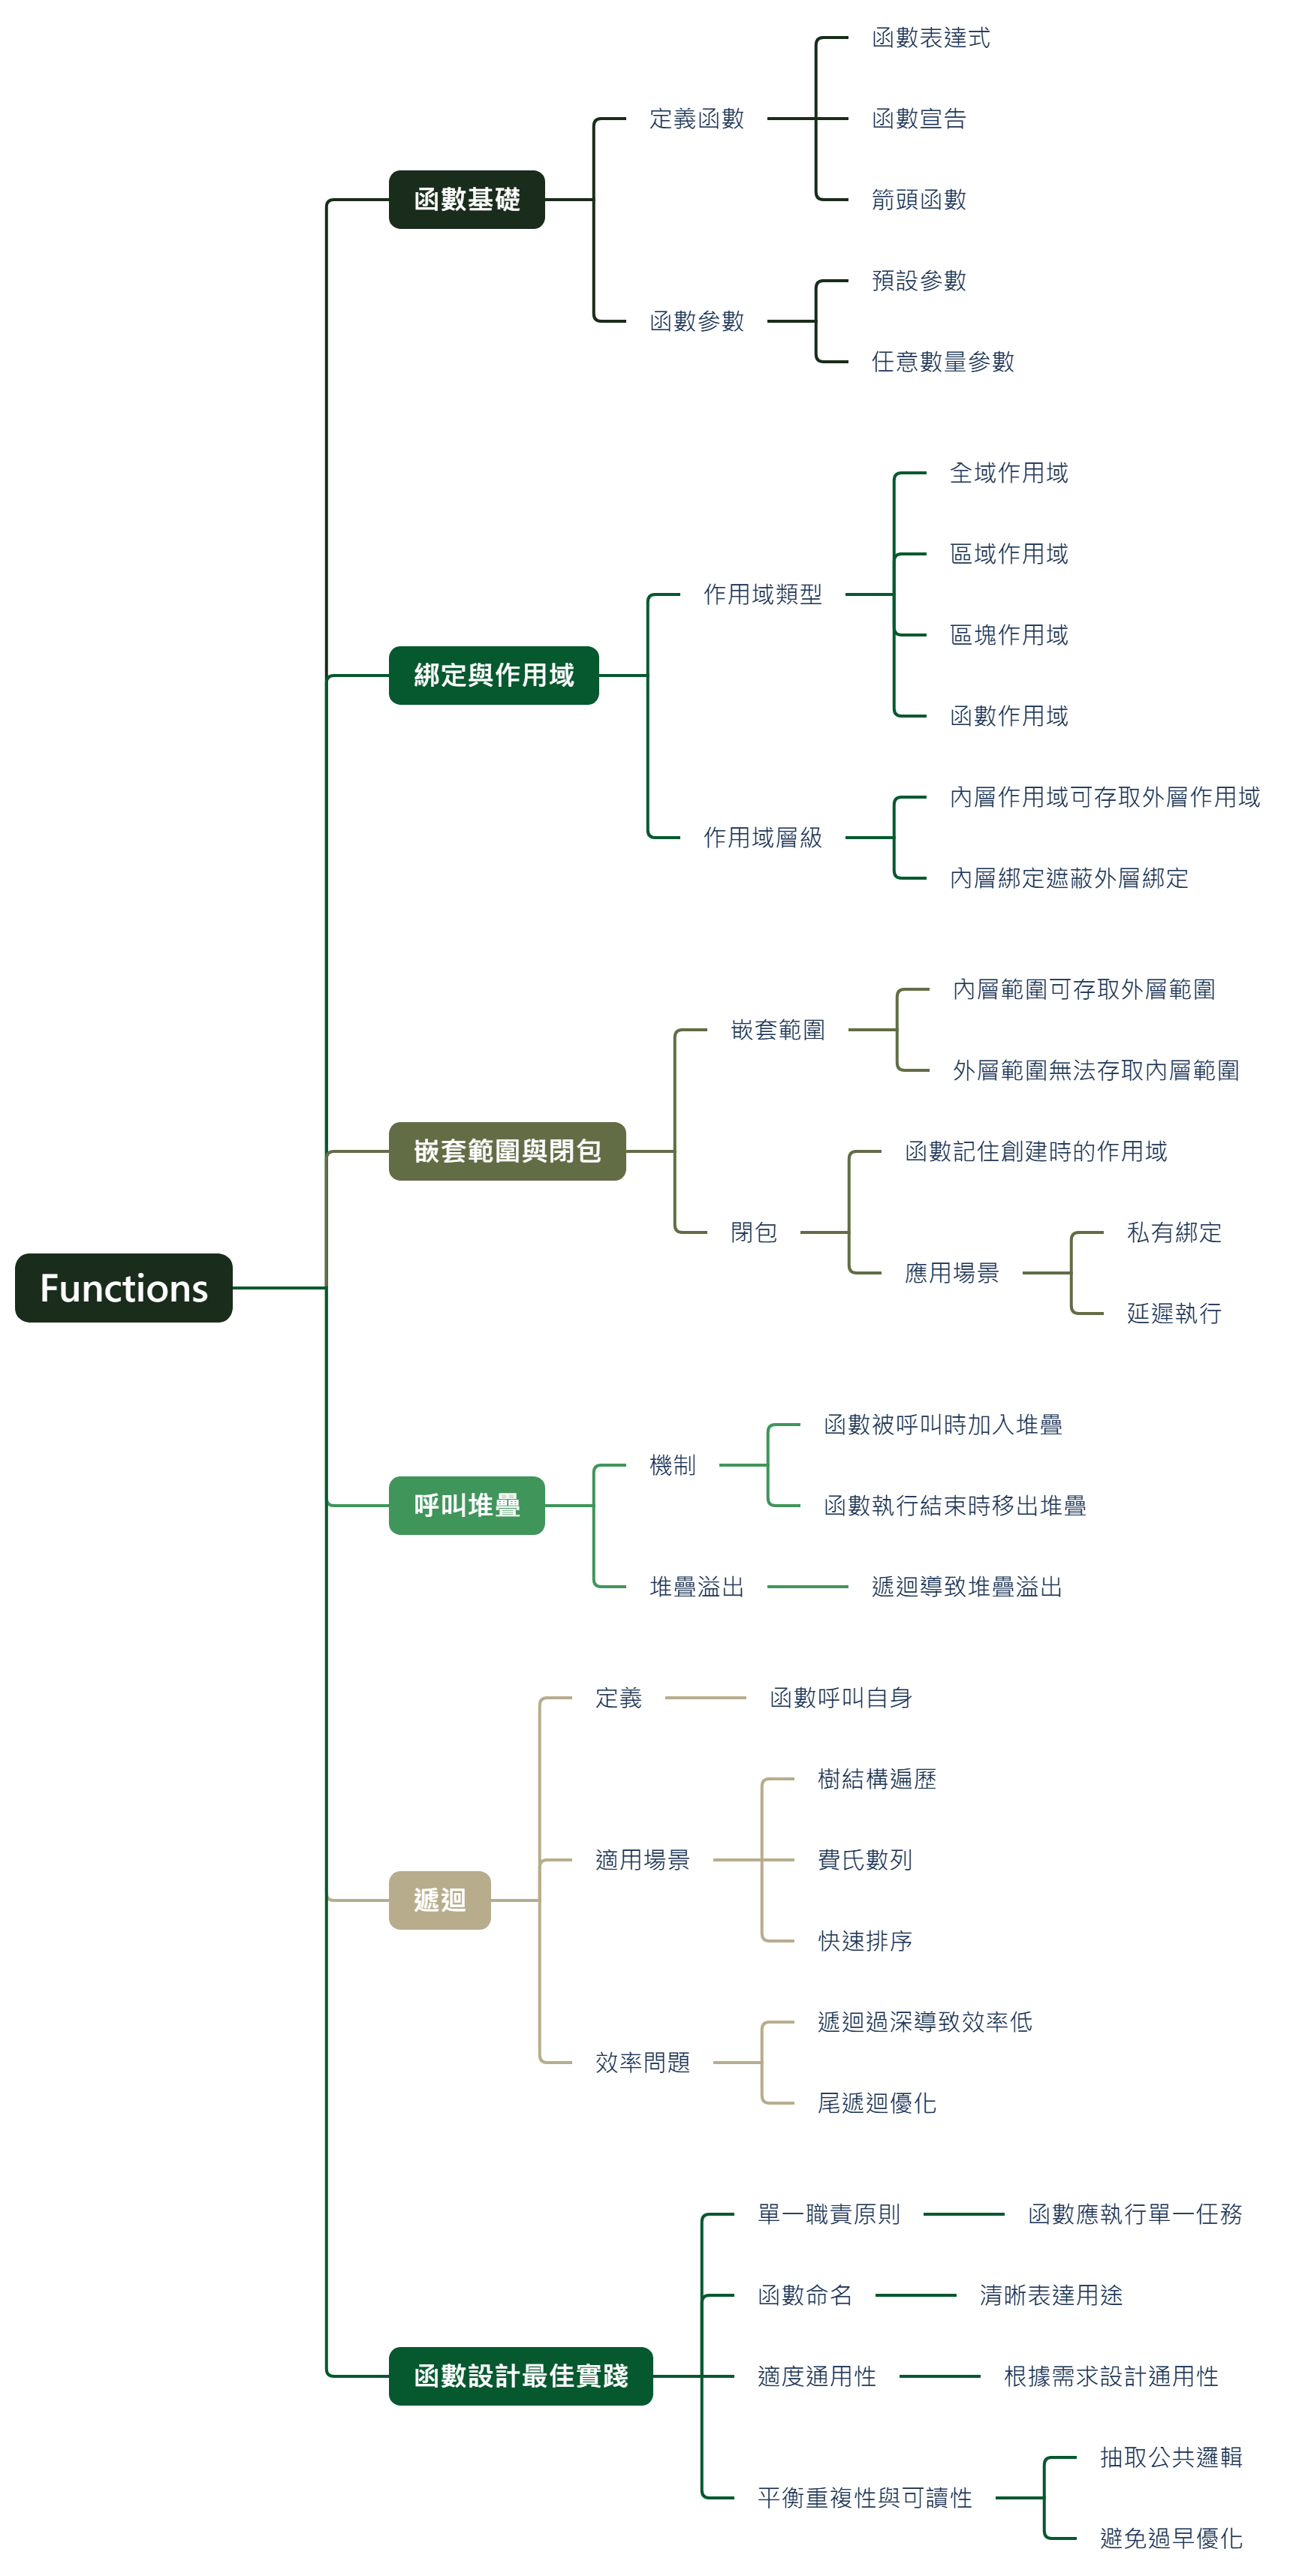 Functions
函數基礎
定義函數
函數表達式
函數宣告
箭頭函數
函數參數
預設參數
任意數量參數
綁定與作用域
作用域類型
全域作用域
區域作用域
區塊作用域
函數作用域
作用域層級
內層作用域可存取外層作用域
內層綁定遮蔽外層綁定
嵌套範圍與閉包
嵌套範圍
內層範圍可存取外層範圍
外層範圍無法存取內層範圍
閉包
函數記住創建時的作用域
應用場景
私有綁定
延遲執行
呼叫堆疊
機制
函數被呼叫時加入堆疊
函數執行結束時移出堆疊
堆疊溢出
遞迴導致堆疊溢出
遞迴
定義
函數呼叫自身
適用場景
樹結構遍歷
費氏數列
快速排序
效率問題
遞迴過深導致效率低
尾遞迴優化
函數設計最佳實踐
單一職責原則
函數應執行單一任務
函數命名
清晰表達用途
適度通用性
根據需求設計通用性
平衡重複性與可讀性
抽取公共邏輯
避免過早優化